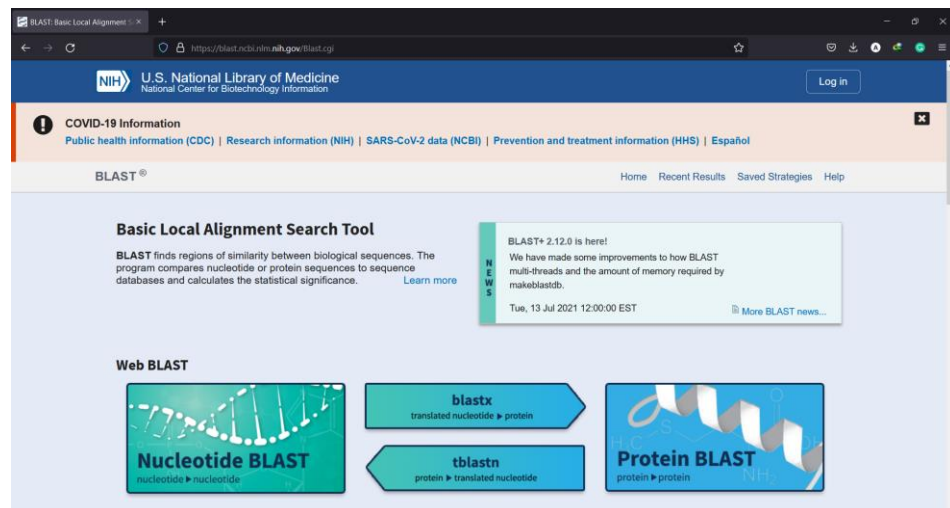 BLAST: Basic Local Alignment S
https://blast.ncbi.nlm.nih.gov/Blast.cgi
NIH
U.S. National Library of Medicine
National Center for Biotechnology Information
Log in
COVID-19 Information
Public health information (CDC) | Research information (NIH) | SARS-CoV-2 data (NCBI) | Prevention and treatment information (HHS) | Español
BLAST ®
Home Recent Results Saved Strategies Help
Basic Local Alignment Search Tool
BLAST finds regions of similarity between biological sequences. The
program compares nucleotide or protein sequences to sequence
databases and calculates the statistical significance. Learn more
NEWS
BLAST+ 2.12.0 is here!
We have made some improvements to how BLAST
multi-threads and the amount of memory required by
makeblastdb.
Tue, 13 Jul 2021 12:00:00 EST
More BLAST news...
Web BLAST
Nucleotide BLAST
nucleotide ▶ nucleotide
blastx
translated nucleotide ▶ protein
tblastn
protein ▶ translated nucleotide
Protein BLAST
protein ▶ protein
H₃C
S
O
OH
NH₂